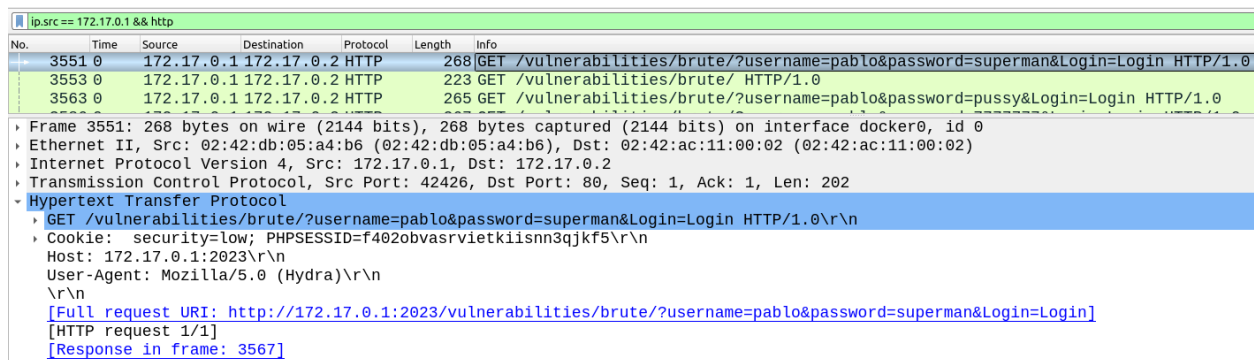 ip.src == 172.17.0.1 && http
No. Time Source Destination Protocol Length Info
3551 0 172.17.0.1 172.17.0.2 HTTP 268 GET /vulnerabilities/brute/?username=pablo&password=superman&Login=Login HTTP/1.0
3553 0 172.17.0.1 172.17.0.2 HTTP 223 GET /vulnerabilities/brute/ HTTP/1.0
3563 0 172.17.0.1 172.17.0.2 HTTP 265 GET /vulnerabilities/brute/?username=pablo&password=pussy&Login=Login HTTP/1.0
Frame 3551: 268 bytes on wire (2144 bits), 268 bytes captured (2144 bits) on interface docker0, id 0
Ethernet II, Src: 02:42:db:05:a4:b6 (02:42:db:05:a4:b6), Dst: 02:42:ac:11:00:02 (02:42:ac:11:00:02)
Internet Protocol Version 4, Src: 172.17.0.1, Dst: 172.17.0.2
Transmission Control Protocol, Src Port: 42426, Dst Port: 80, Seq: 1, Ack: 1, Len: 202
Hypertext Transfer Protocol
GET /vulnerabilities/brute/?username=pablo&password=superman&Login=Login HTTP/1.0\r\n
Cookie:  security=low; PHPSESSID=f402obvasrvietkiisnn3qjkf5\r\n
Host: 172.17.0.1:2023\r\n
User-Agent: Mozilla/5.0 (Hydra)\r\n
\r\n
[Full request URI: http://172.17.0.1:2023/vulnerabilities/brute/?username=pablo&password=superman&Login=Login]
[HTTP request 1/1]
[Response in frame: 3567]